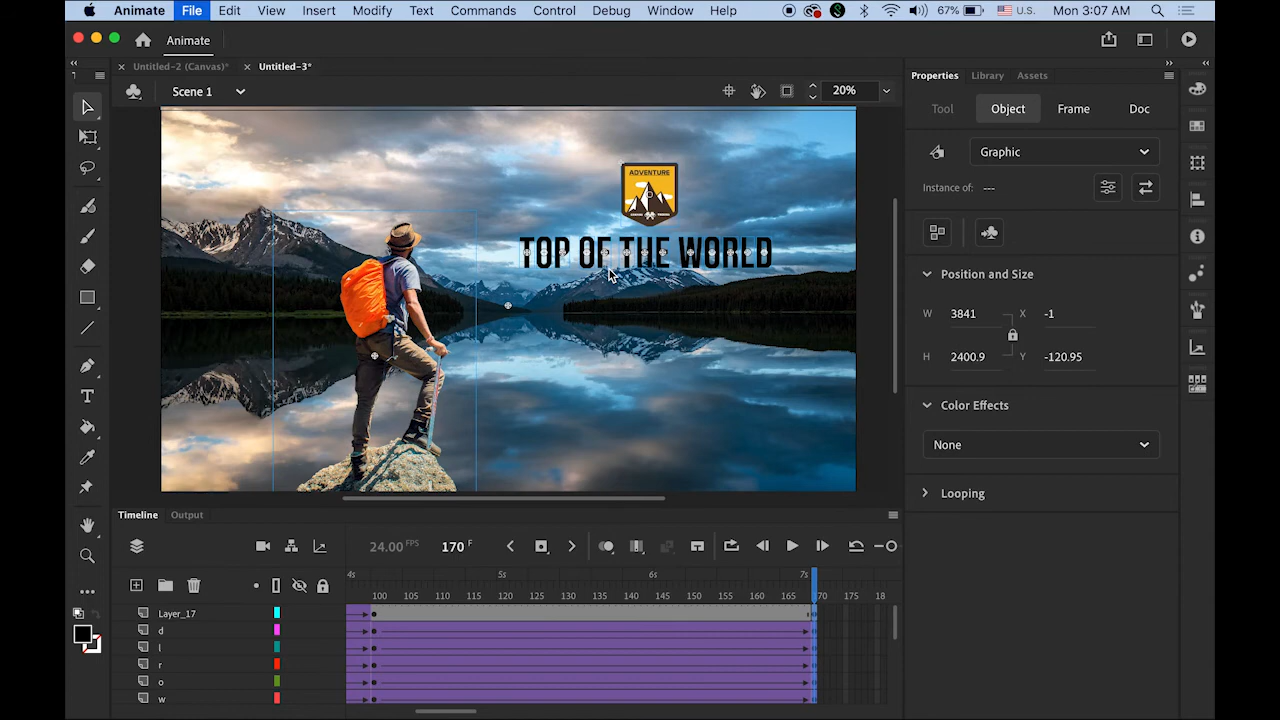 Animate File Edit View Insert Modify Text Commands Control Debug Window Help 67% U.S. Mon 3:07 AM
Animate
Untitled-2 (Canvas)* Untitled-3*
Scene 1 20%
ADVENTURE
TOP OF THE WORLD
Properties Library Assets
Tool Object Frame Doc
Graphic
Instance of: ---
Position and Size
W 3841 X -1
H 2400.9 Y -120.95
Color Effects
None
Looping
Timeline Output
24.00 FPS 170 F
4s 5s 6s 7s
100 105 110 115 120 125 130 135 140 145 150 155 160 165 170 175 18
Layer_17
d
l
r
o
w